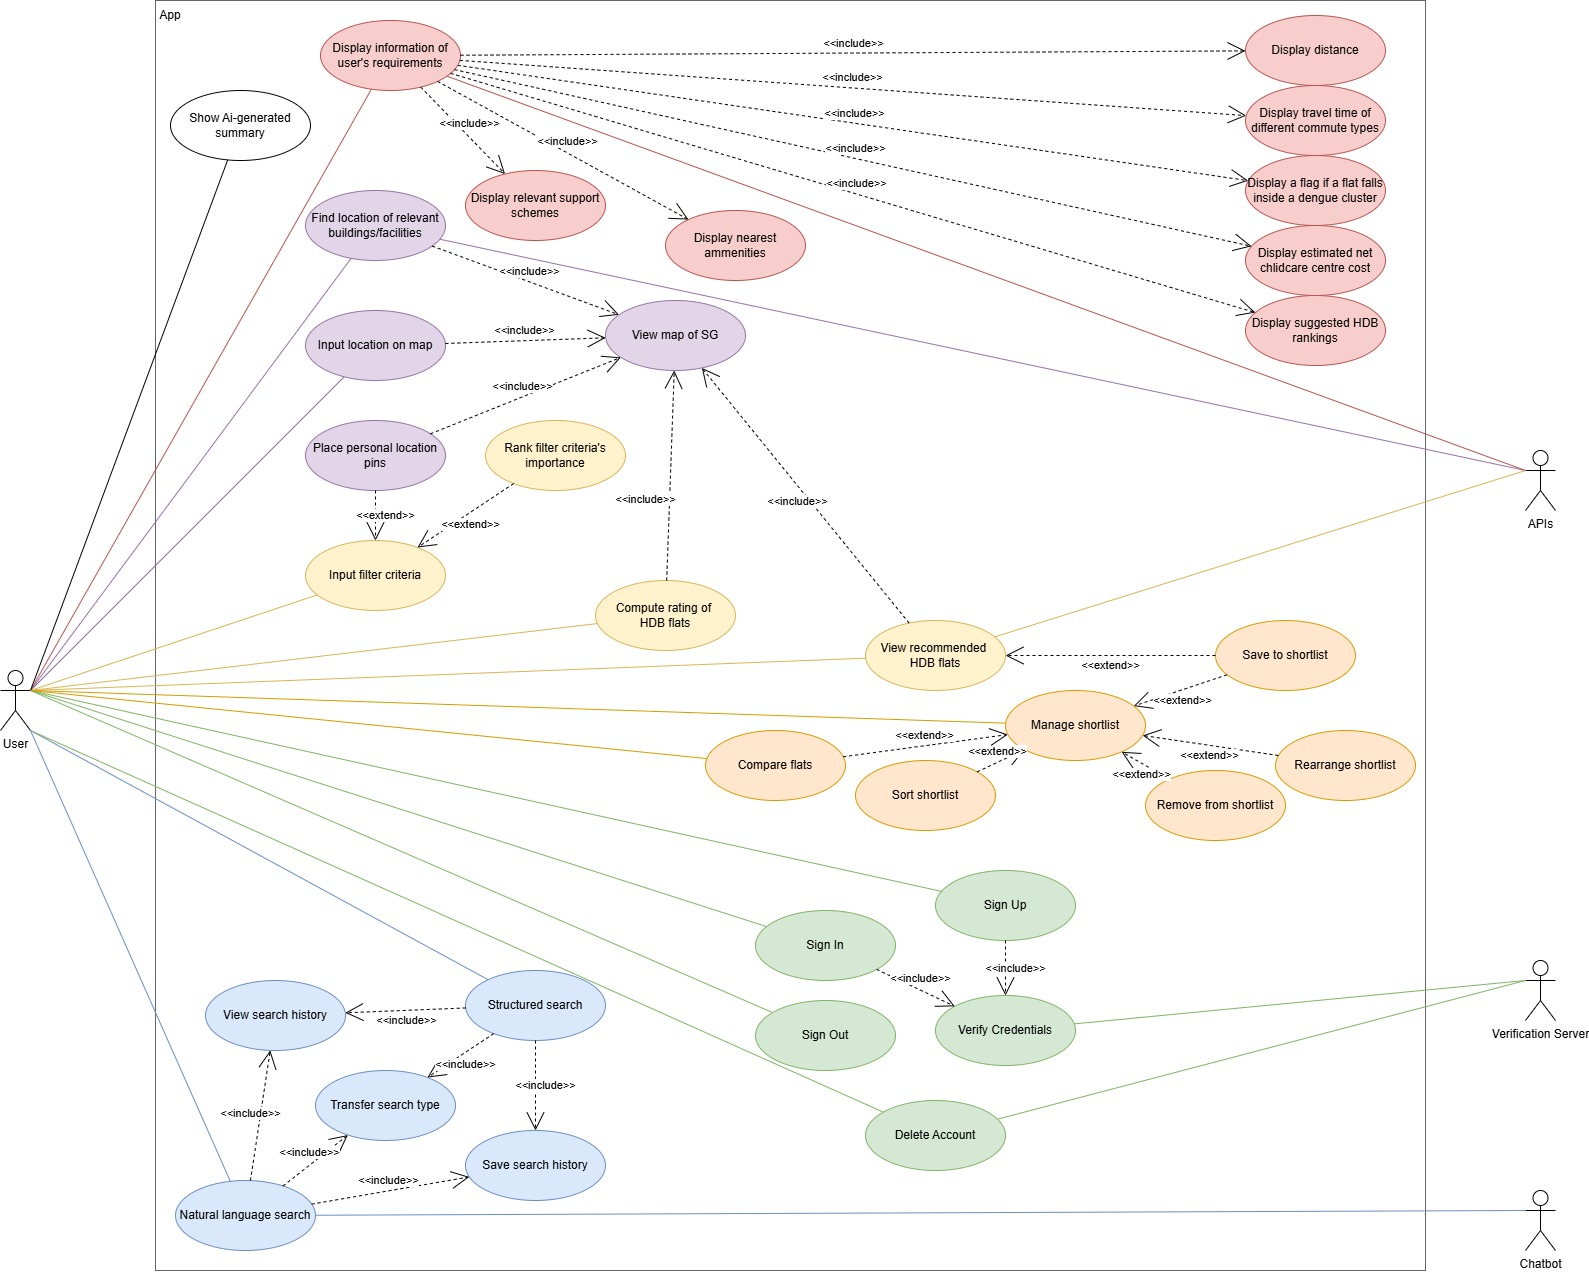 App
Display information of
user's requirements
<<include>>
Display distance
<<include>>
Display travel time of
different commute types
<<include>>
<<include>>
<<include>>
Display a flag if a flat falls
inside a dengue cluster
<<include>>
<<include>>
Show Ai-generated
summary
Display relevant support
schemes
Display nearest
ammenities
Display estimated net
chlidcare centre cost
Display suggested HDB
rankings
Find location of relevant
buildings/facilities
<<include>>
Input location on map
<<include>>
View map of SG
<<include>>
Place personal location
pins
Rank filter criteria's
importance
<<include>>
<<include>>
<<extend>>
<<extend>>
APIs
Input filter criteria
Compute rating of
HDB flats
View recommended
HDB flats
<<extend>>
Save to shortlist
<<extend>>
Manage shortlist
User
<<extend>>
<<extend>>
<<extend>>
<<extend>>
Compare flats
Sort shortlist
Rearrange shortlist
Remove from shortlist
Sign Up
Sign In
<<include>>
<<include>>
Sign Out
Verify Credentials
Verification Server
View search history
<<include>>
Structured search
<<include>>
<<include>>
Transfer search type
<<include>>
<<include>>
Delete Account
Save search history
<<include>>
Natural language search
Chatbot